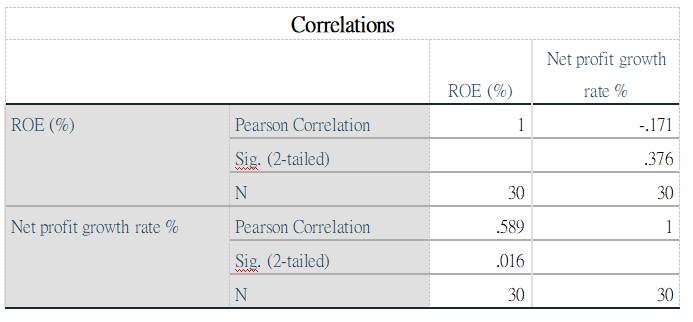 Correlations
ROE (%) Net profit growth rate %
ROE (%) Pearson Correlation 1 -.171
Sig. (2-tailed) .376
N 30 30
Net profit growth rate % Pearson Correlation .589 1
Sig. (2-tailed) .016
N 30 30